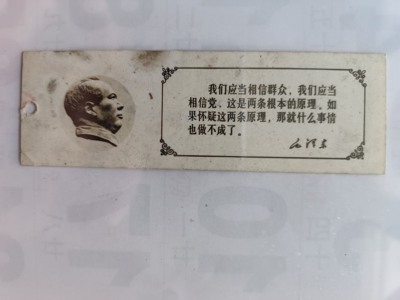 我们应当相信群众，我们应当
相信党，这是两条根本的原理。如
果怀疑这两条原理，那就什么事情
也做不成了。
毛泽东